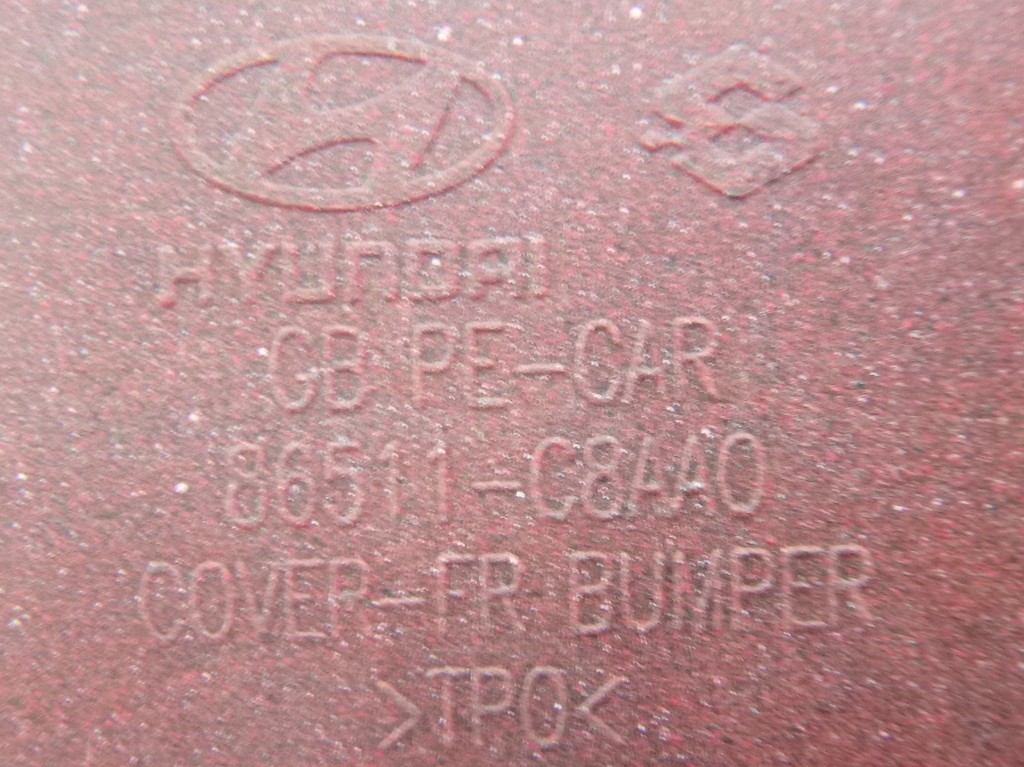 HYUNDAI
GB PE-CAR
86511-C8AA0
COVER-FR BUMPER
>TPO<